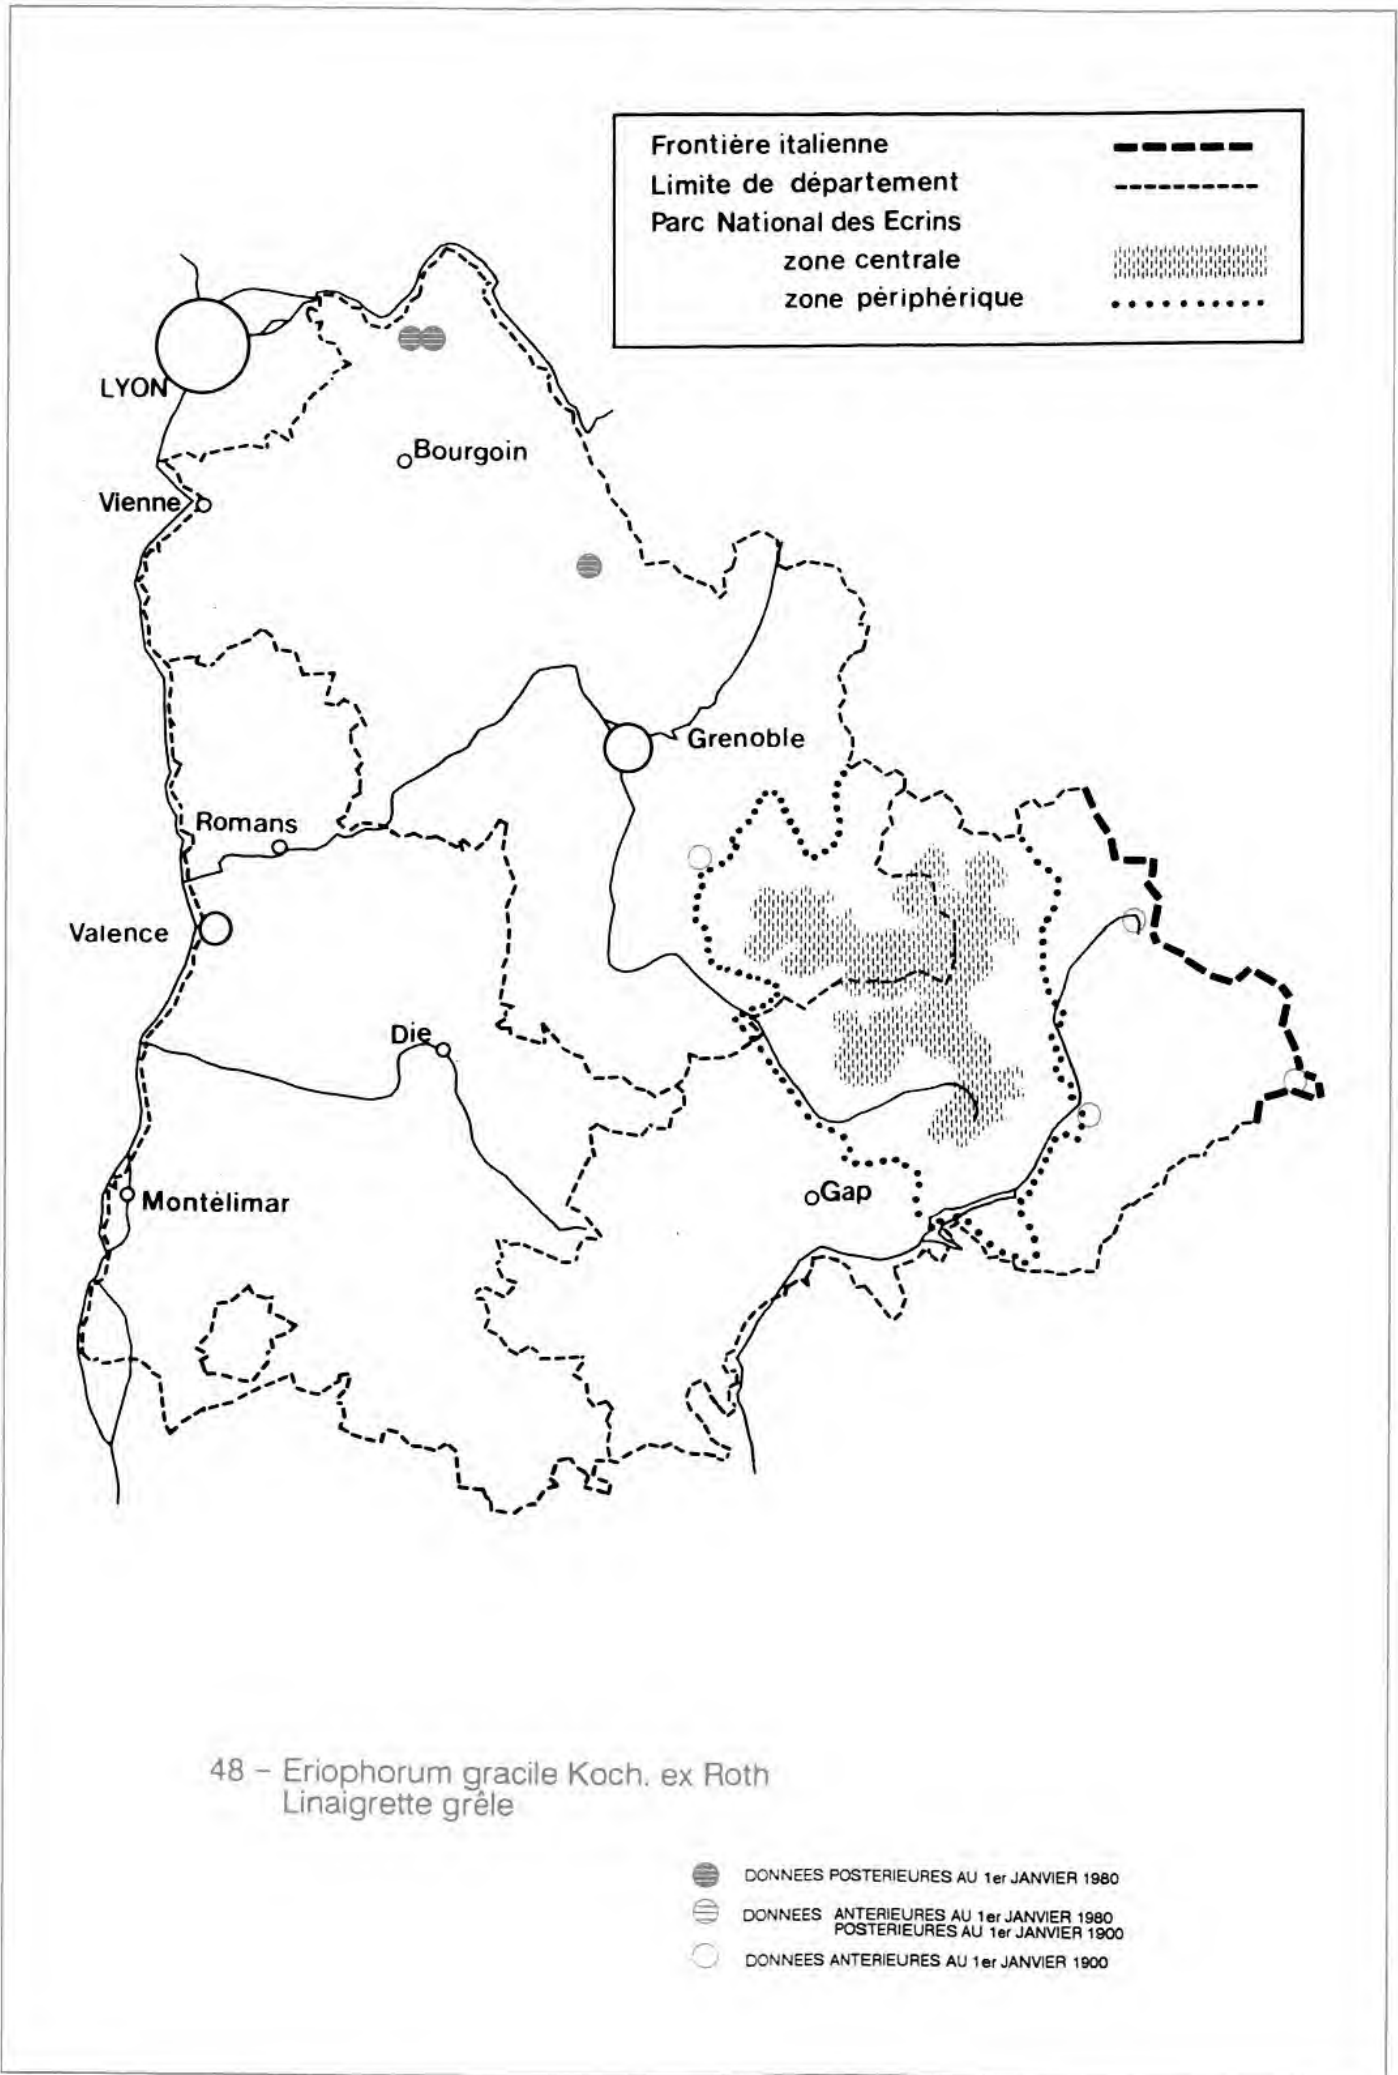 Frontière italienne
Limite de département
Parc National des Ecrins
zone centrale
zone périphérique
LYON
Bourgoin
Vienne
Grenoble
Romans
Valence
Die
Montélimar
Gap
48 – Eriophorum gracile Koch. ex Roth
Linaigrette grêle
DONNEES POSTERIEURES AU 1er JANVIER 1980
DONNEES ANTERIEURES AU 1er JANVIER 1980
POSTERIEURES AU 1er JANVIER 1900
DONNEES ANTERIEURES AU 1er JANVIER 1900